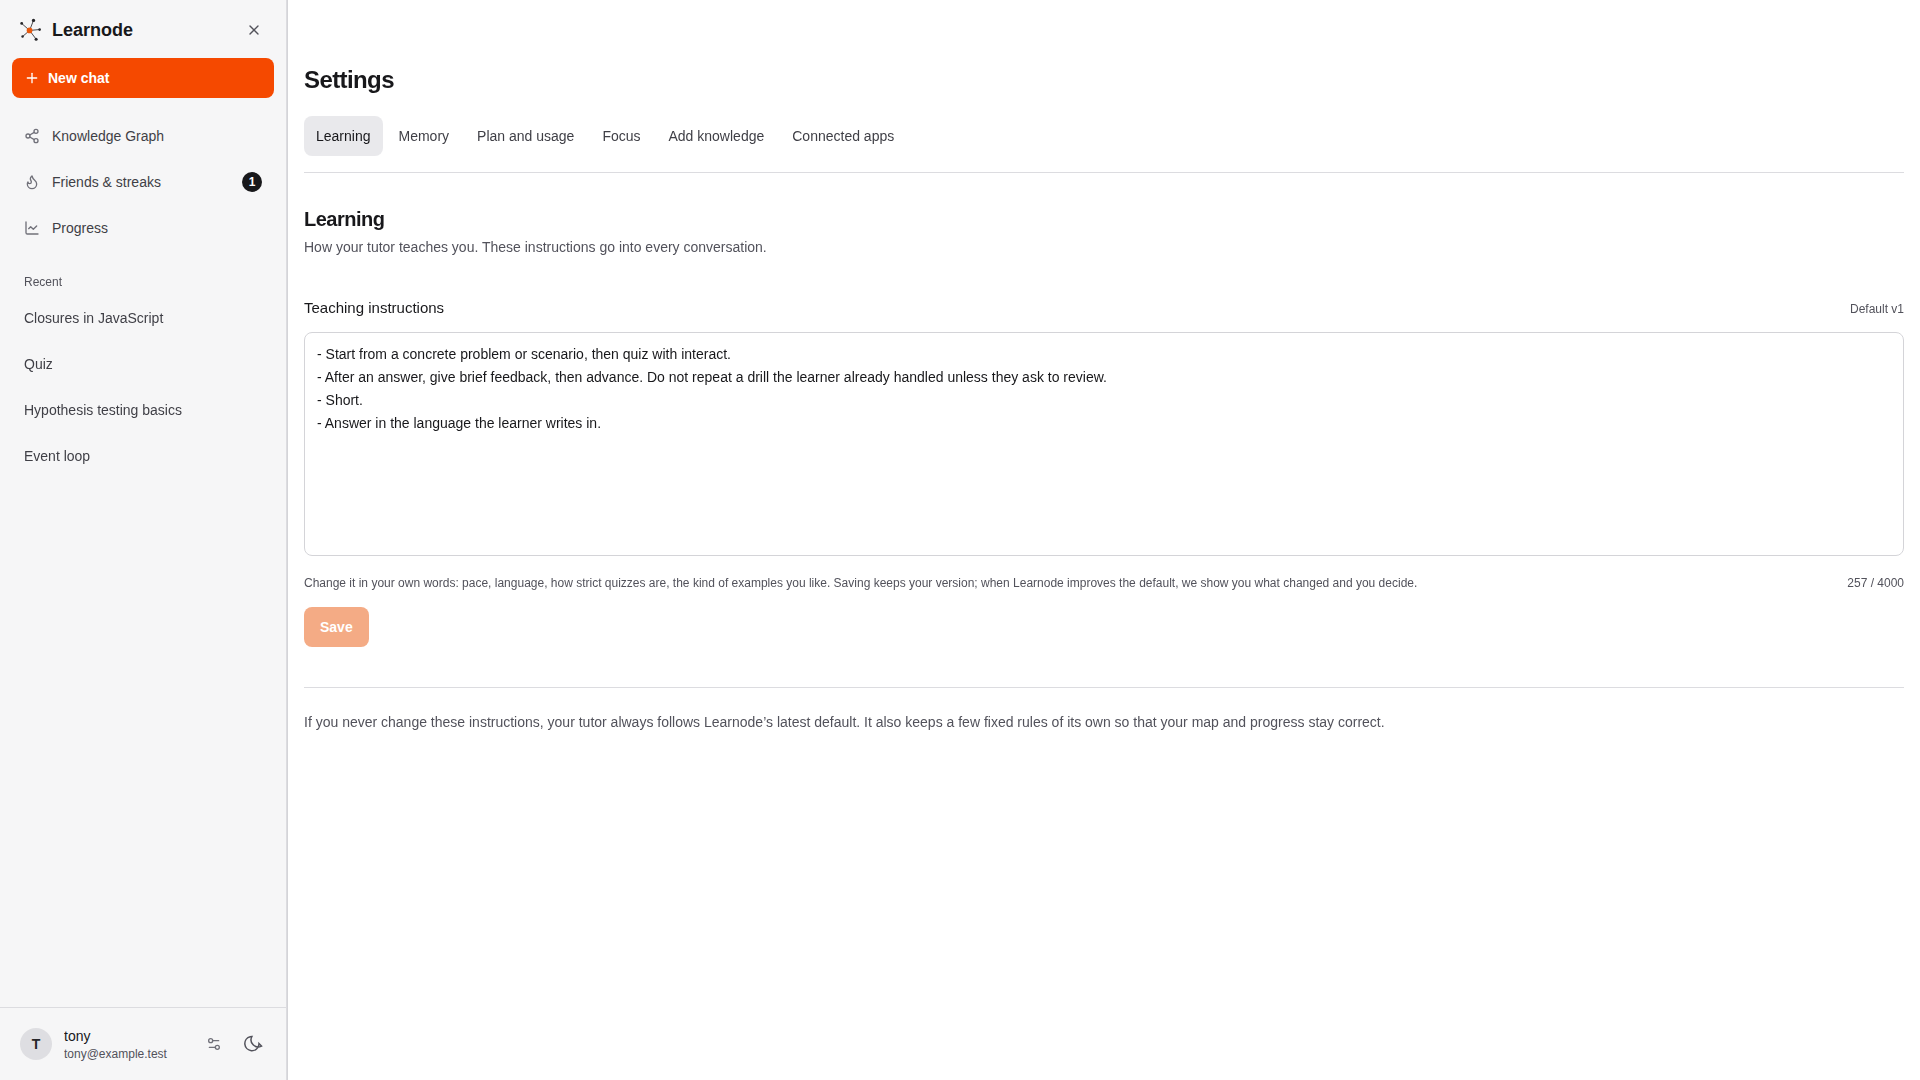 Learnode
New chat
Knowledge Graph
Friends & streaks 1
Progress
Recent
Closures in JavaScript
Quiz
Hypothesis testing basics
Event loop
T
tony
tony@example.test
Settings
Learning Memory Plan and usage Focus Add knowledge Connected apps
Learning
How your tutor teaches you. These instructions go into every conversation.
Teaching instructions Default v1
- Start from a concrete problem or scenario, then quiz with interact.
- After an answer, give brief feedback, then advance. Do not repeat a drill the learner already handled unless they ask to review.
- Short.
- Answer in the language the learner writes in.
Change it in your own words: pace, language, how strict quizzes are, the kind of examples you like. Saving keeps your version; when Learnode improves the default, we show you what changed and you decide. 257 / 4000
Save
If you never change these instructions, your tutor always follows Learnode’s latest default. It also keeps a few fixed rules of its own so that your map and progress stay correct.